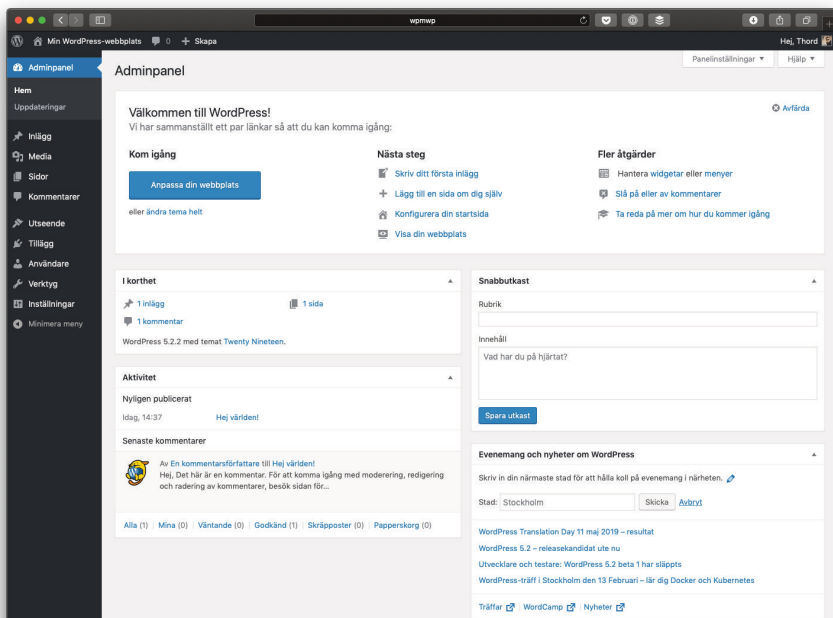 wpmwp
Min WordPress-webbplats 0 + Skapa
Hej, Thord
Adminpanel
Hem
Uppdateringar
Inlägg
Media
Sidor
Kommentarer
Utseende
Tillägg
Användare
Verktyg
Inställningar
Minimera meny
Panelinställningar
Hjälp
Adminpanel
Välkommen till WordPress!
Avfärda
Vi har sammanställt ett par länkar så att du kan komma igång:
Kom igång
Anpassa din webbplats
eller ändra tema helt
Nästa steg
Skriv ditt första inlägg
Lägg till en sida om dig själv
Konfigurera din startsida
Visa din webbplats
Fler åtgärder
Hantera widgetar eller menyer
Slå på eller av kommentarer
Ta reda på mer om hur du kommer igång
I korthet
1 inlägg
1 sida
1 kommentar
WordPress 5.2.2 med temat Twenty Nineteen.
Aktivitet
Nyligen publicerat
Idag, 14:37 Hej världen!
Senaste kommentarer
Av En kommentarsförfattare till Hej världen!
Hej, Det här är en kommentar. För att komma igång med moderering, redigering
och radering av kommentarer, besök sidan för...
Alla (1) | Mina (0) | Väntande (0) | Godkänd (1) | Skräpposter (0) | Papperskorg (0)
Snabbutkast
Rubrik
Innehåll
Vad har du på hjärtat?
Spara utkast
Evenemang och nyheter om WordPress
Skriv in din närmaste stad för att hålla koll på evenemang i närheten.
Stad: Stockholm Skicka Avbryt
WordPress Translation Day 11 maj 2019 – resultat
WordPress 5.2 – releasekandidat ute nu
Utvecklare och testare: WordPress 5.2 beta 1 har släppts
WordPress-träff i Stockholm den 13 Februari – lär dig Docker och Kubernetes
Träffar | WordCamp | Nyheter